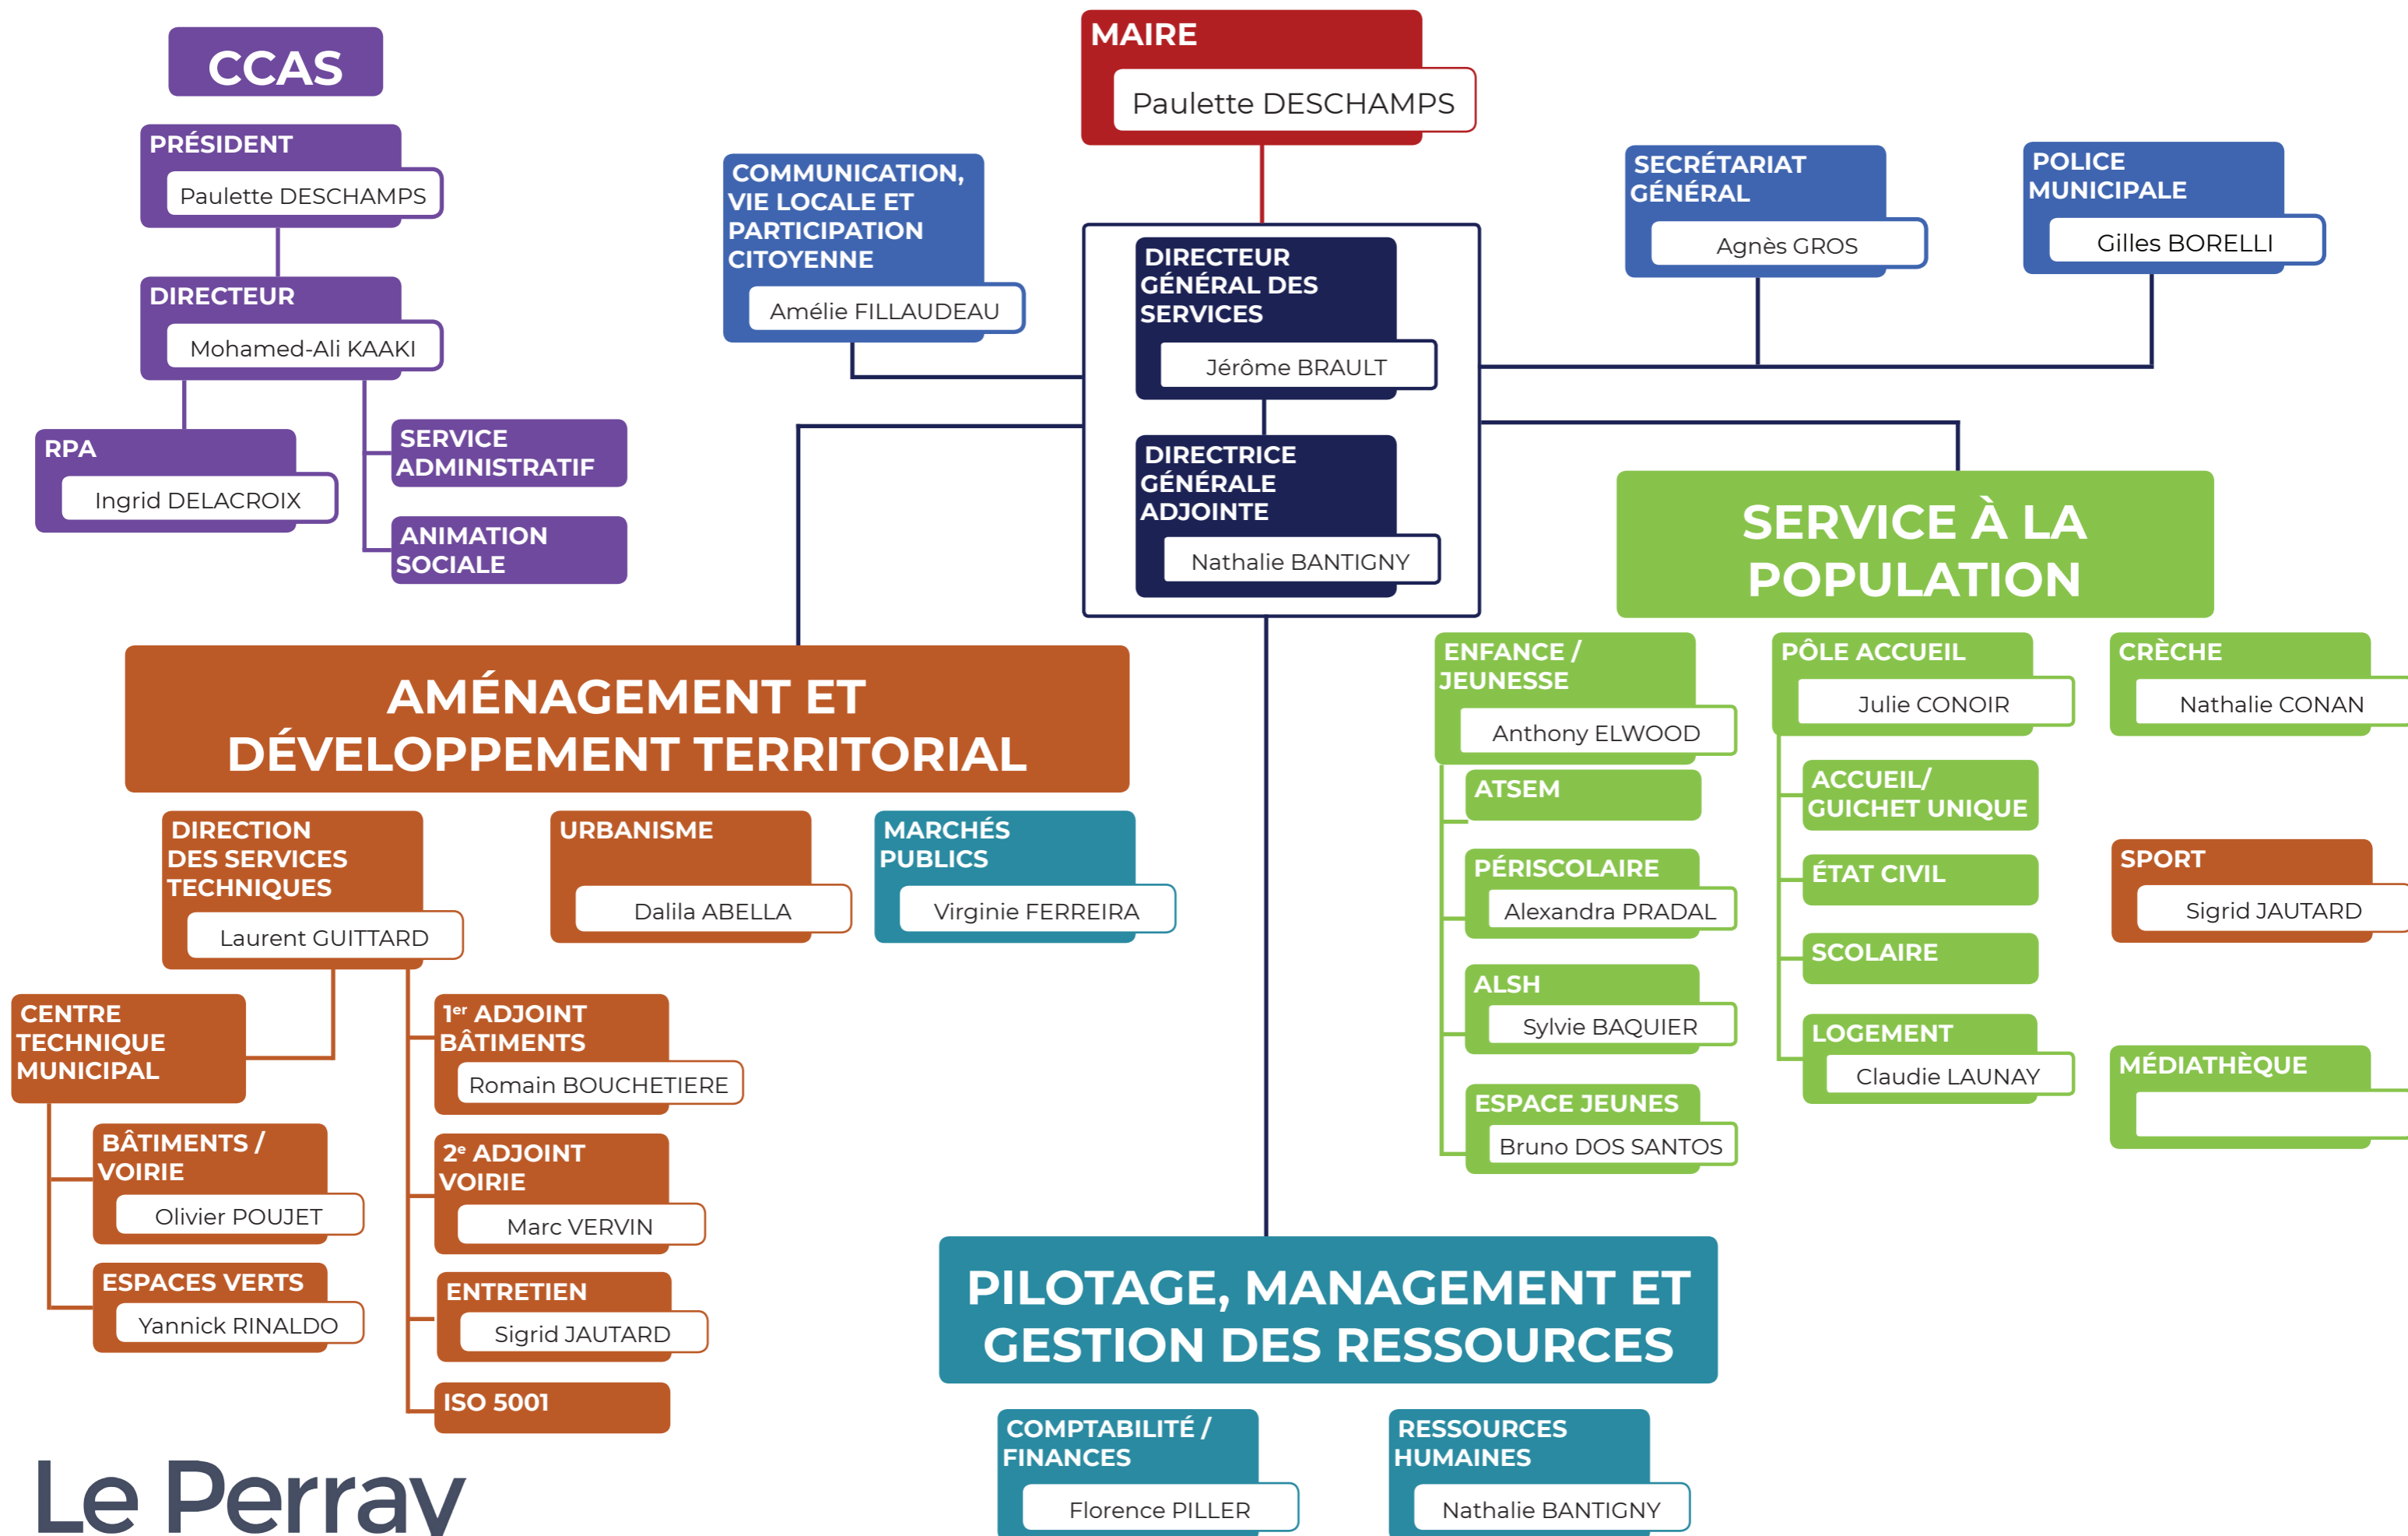 CCAS
PRÉSIDENT
Paulette DESCHAMPS
DIRECTEUR
Mohamed-Ali KAAKI
RPA
Ingrid DELACROIX
SERVICE
ADMINISTRATIF
ANIMATION
SOCIALE
MAIRE
Paulette DESCHAMPS
COMMUNICATION,
VIE LOCALE ET
PARTICIPATION
CITOYENNE
Amélie FILLAUDEAU
DIRECTEUR
GÉNÉRAL DES
SERVICES
Jérôme BRAULT
DIRECTRICE
GÉNÉRALE
ADJOINTE
Nathalie BANTIGNY
SECRÉTARIAT
GÉNÉRAL
Agnès GROS
POLICE
MUNICIPALE
Gilles BORELLI
AMÉNAGEMENT ET
DÉVELOPPEMENT TERRITORIAL
DIRECTION
DES SERVICES
TECHNIQUES
Laurent GUITTARD
URBANISME
Dalila ABELLA
MARCHÉS
PUBLICS
Virginie FERREIRA
CENTRE
TECHNIQUE
MUNICIPAL
BÂTIMENTS /
VOIRIE
Olivier POUJET
ESPACES VERTS
Yannick RINALDO
1er ADJOINT
BÂTIMENTS
Romain BOUCHETIERE
2e ADJOINT
VOIRIE
Marc VERVIN
ENTRETIEN
Sigrid JAUTARD
ISO 5001
SERVICE À LA
POPULATION
ENFANCE /
JEUNESSE
Anthony ELWOOD
ATSEM
PÉRISCOLAIRE
Alexandra PRADAL
ALSH
Sylvie BAQUIER
ESPACE JEUNES
Bruno DOS SANTOS
PÔLE ACCUEIL
Julie CONOIR
ACCUEIL/
GUICHET UNIQUE
ÉTAT CIVIL
SCOLAIRE
LOGEMENT
Claudie LAUNAY
CRÈCHE
Nathalie CONAN
SPORT
Sigrid JAUTARD
MÉDIATHÈQUE
PILOTAGE, MANAGEMENT ET
GESTION DES RESSOURCES
COMPTABILITÉ /
FINANCES
Florence PILLER
RESSOURCES
HUMAINES
Nathalie BANTIGNY
Le Perray